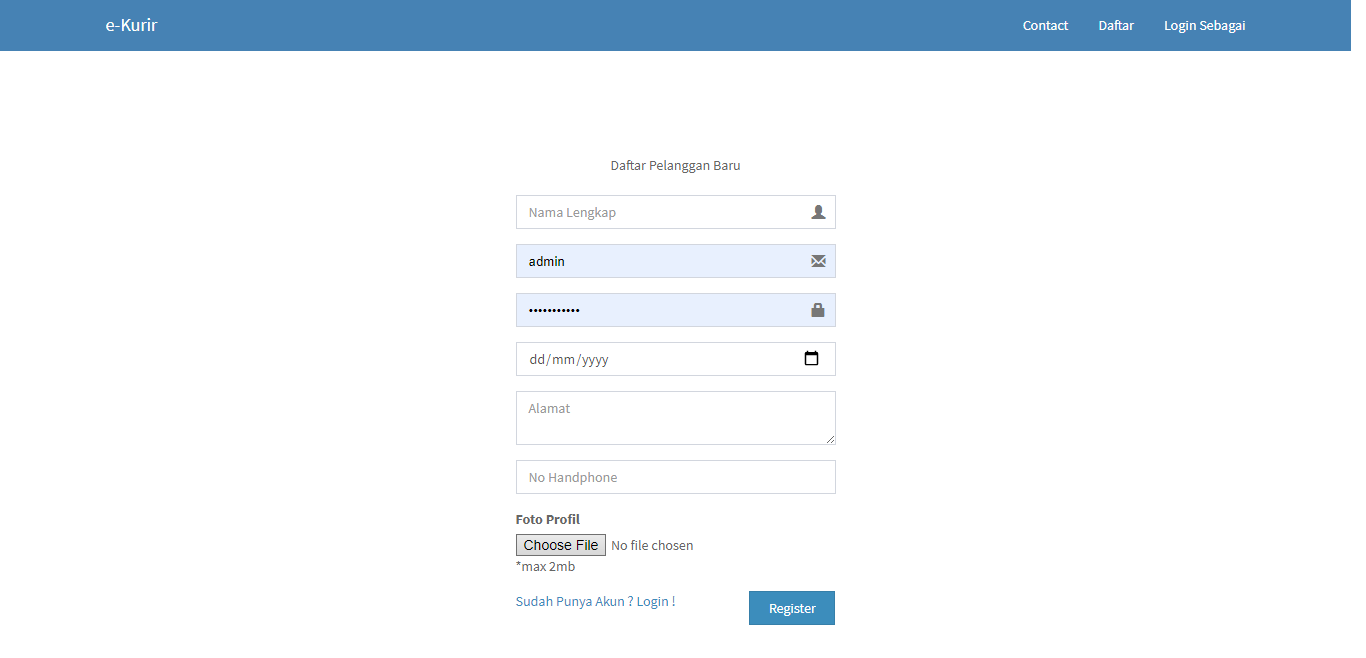 e-Kurir Contact Daftar Login Sebagai
Daftar Pelanggan Baru
Nama Lengkap
admin
•••••••••••
dd/mm/yyyy
Alamat
No Handphone
Foto Profil
Choose File No file chosen
*max 2mb
Sudah Punya Akun ? Login ! Register